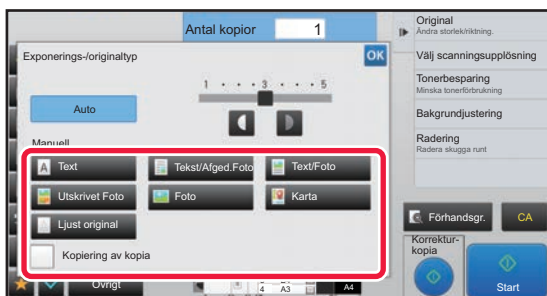 Antal kopior 1
Original
Ändra storlek/riktning.
Välj scanningsupplösning
Tonerbesparing
Minska tonerförbrukning
Bakgrundjustering
Radering
Radera skugga runt
Exponerings-/originaltyp
OK
1 3 5
Auto
Manuell
Text
Tekst/Afged.Foto
Text/Foto
Utskrivet Foto
Foto
Karta
Ljust original
Kopiering av kopia
Förhandsgr.
CA
Korrektur-
kopia
Start
Övrigt
4 A3
A4